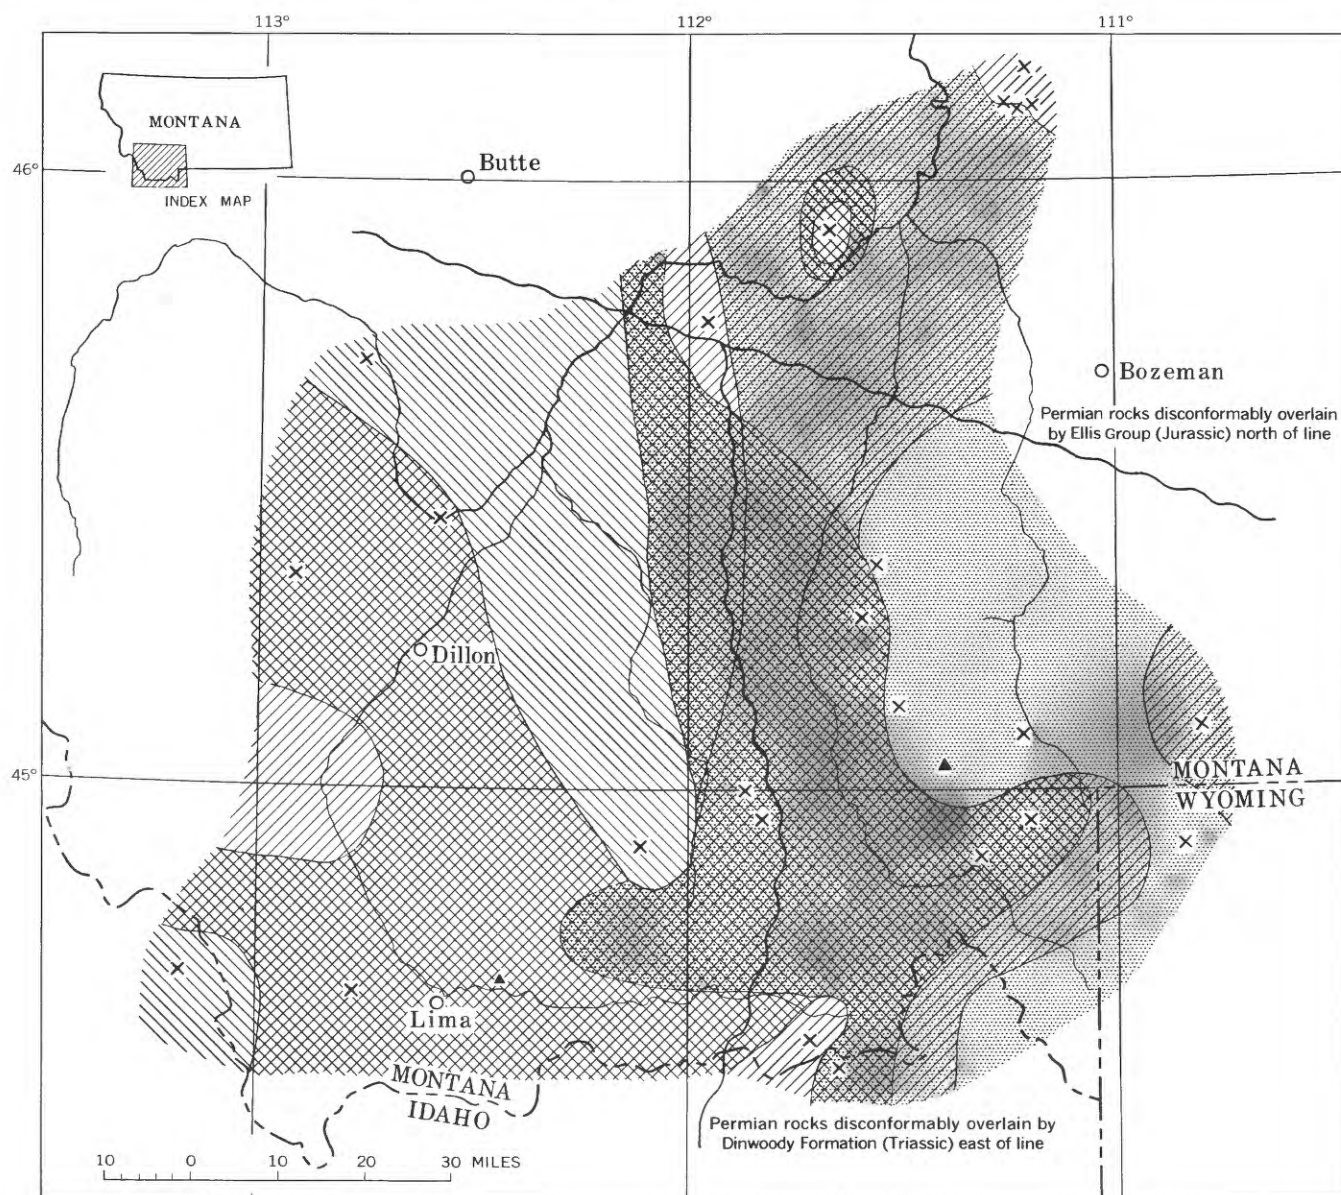 113°
112°
111°
MONTANA
INDEX MAP
46°
Butte
Bozeman
Permian rocks disconformably overlain
by Ellis Group (Jurassic) north of line
Dillon
45°
MONTANA
WYOMING
Lima
MONTANA
IDAHO
Permian rocks disconformably overlain by
Dinwoody Formation (Triassic) east of line
10 0 10 20 30 MILES